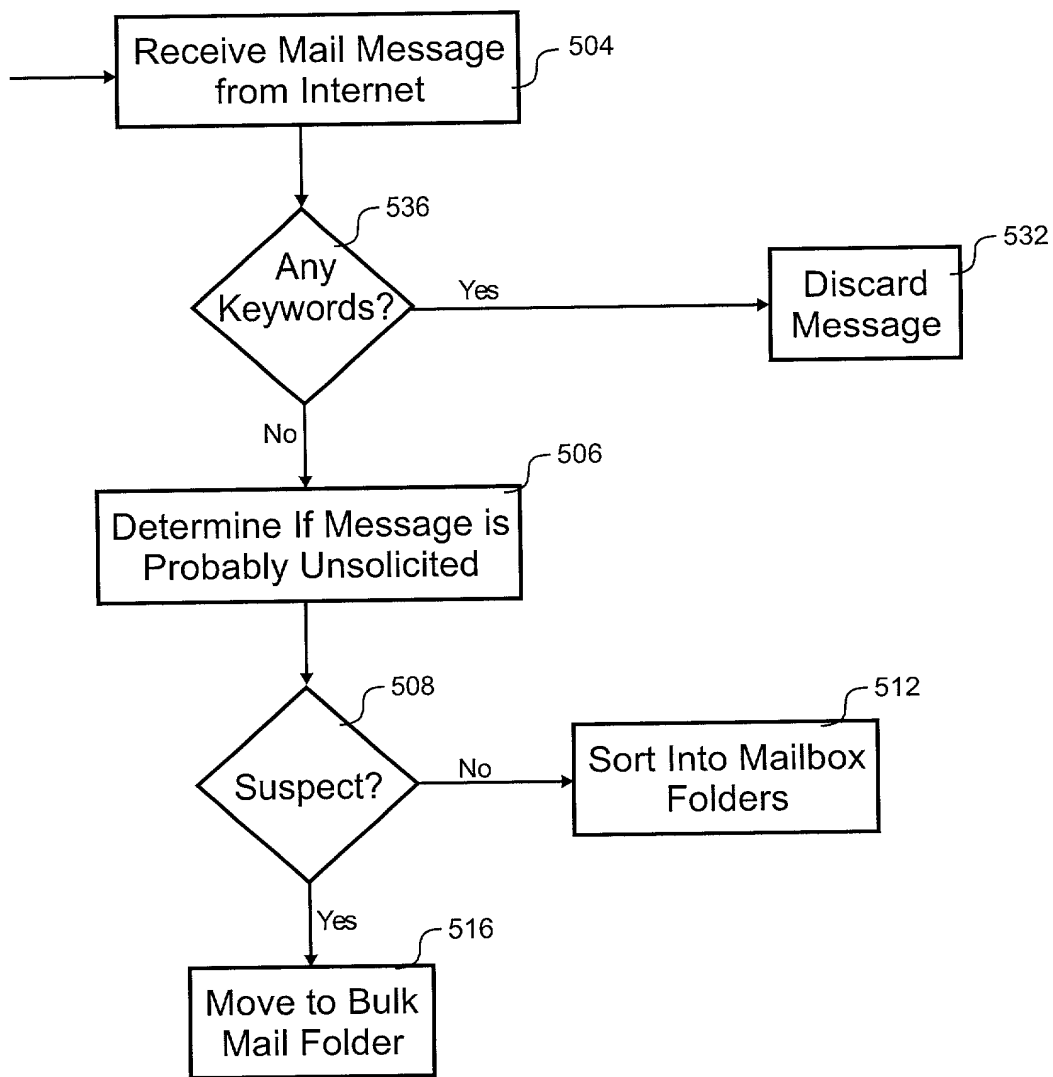 Receive Mail Message
from Internet
504
536
Any
Keywords?
Yes
532
Discard
Message
No
506
Determine If Message is
Probably Unsolicited
508
Suspect?
No
512
Sort Into Mailbox
Folders
Yes
516
Move to Bulk
Mail Folder